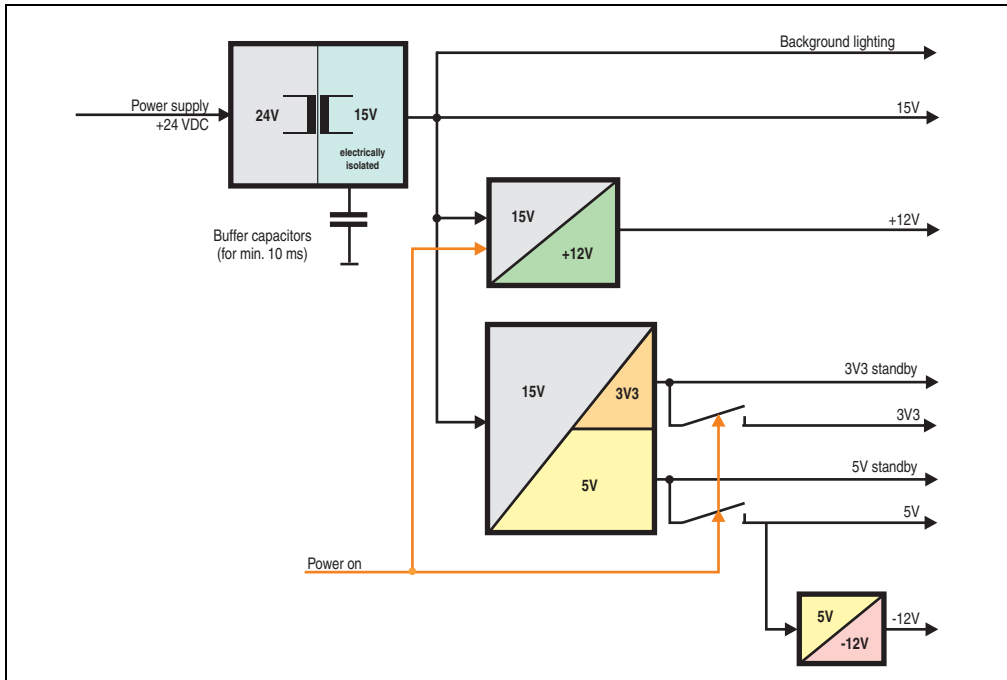 Background lighting
Power supply
+24 VDC
24V
15V
electrically
isolated
15V
Buffer capacitors
(for min. 10 ms)
15V
+12V
+12V
15V
3V3
5V
3V3 standby
3V3
5V standby
5V
Power on
5V
-12V
-12V